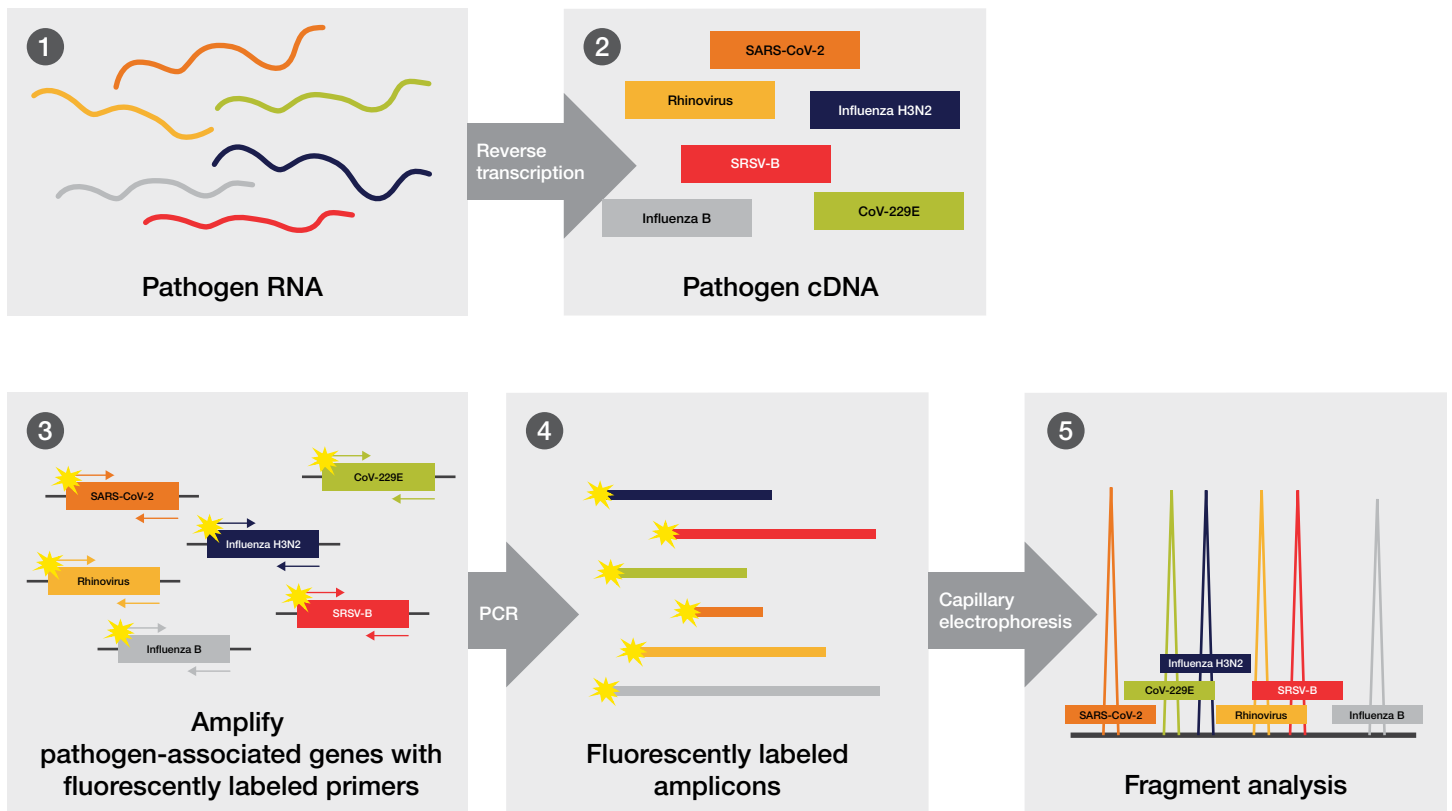 1
SARS-CoV-2
Rhinovirus
Influenza H3N2
SRSV-B
Influenza B
CoV-229E
2
Reverse
transcription
Pathogen RNA
Pathogen cDNA
3
SARS-CoV-2
CoV-229E
Influenza H3N2
Rhinovirus
SRSV-B
Influenza B
Amplify
pathogen-associated genes with
fluorescently labeled primers
PCR
4
Fluorescently labeled
amplicons
Capillary
electrophoresis
5
Influenza H3N2
CoV-229E
SRSV-B
SARS-CoV-2
Rhinovirus
Influenza B
Fragment analysis